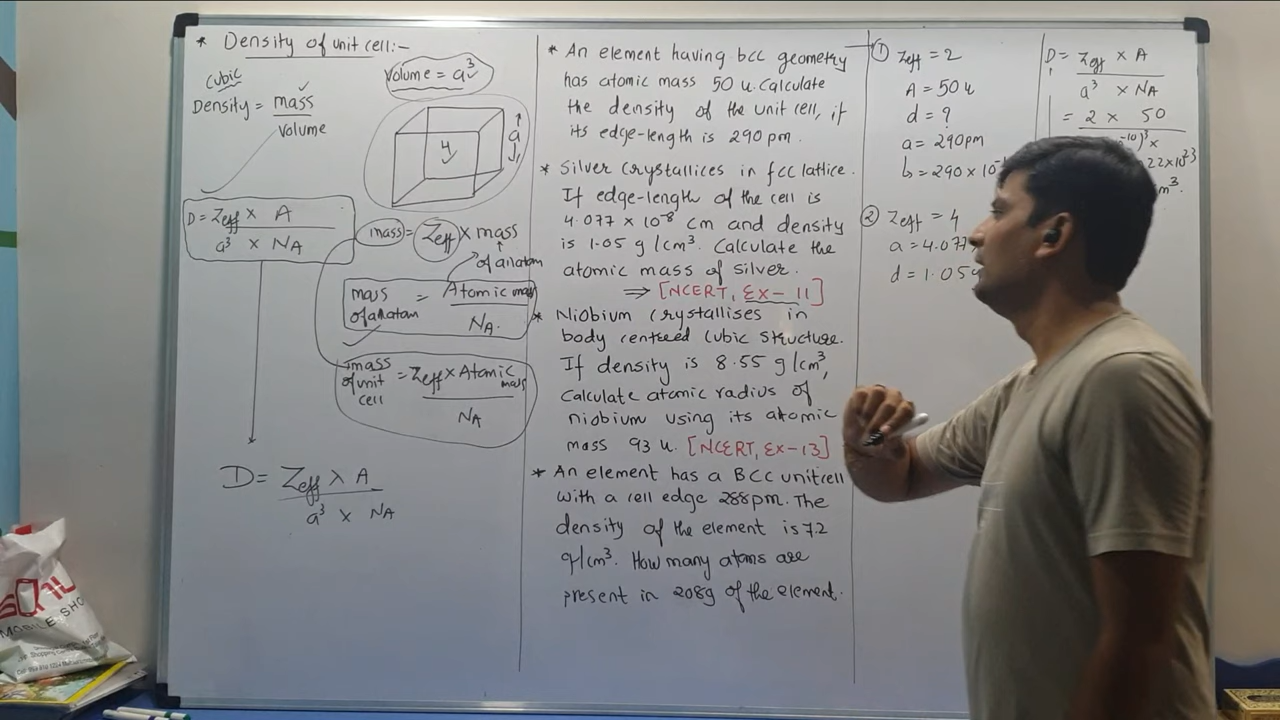 * Density of unit cell:-
cubic
Density = mass
volume
Volume = a³
a
D = Zeff × A
a³ × NA
mass = Zeff × mass
of an atom
mass
of an atom
= Atomic mass
NA.
mass
of unit
cell
= Zeff × Atomic
mass
NA
D = Zeff × A
a³ × NA
* An element having bcc geometry
has atomic mass 50 u. Calculate
the density of the unit cell, if
its edge-length is 290 pm.
* Silver crystallices in fcc lattice.
If edge-length of the cell is
4.077 × 10⁻⁸ cm and density
is 1.05 g/cm³. Calculate the
atomic mass of silver.
⇒ [NCERT, Ex-11]
* Niobium crystallises in
body centred cubic structure.
If density is 8.55 g/cm³,
calculate atomic radius of
niobium using its atomic
mass 93 u. [NCERT, Ex-13]
* An element has a BCC unitcell
with a cell edge 288pm. The
density of the element is 7.2
g/cm³. How many atoms are
present in 208g of the element.
① Zeff = 2
A = 50 u
d = ?
a = 290pm
= 290 × 10
② Zeff = 4
a = 4.077
d = 1.05
D = Zeff × A
a³ × NA
= 2 × 50
⁻¹⁰)³ ×
22×10²³
m³.
MOBILE SHO